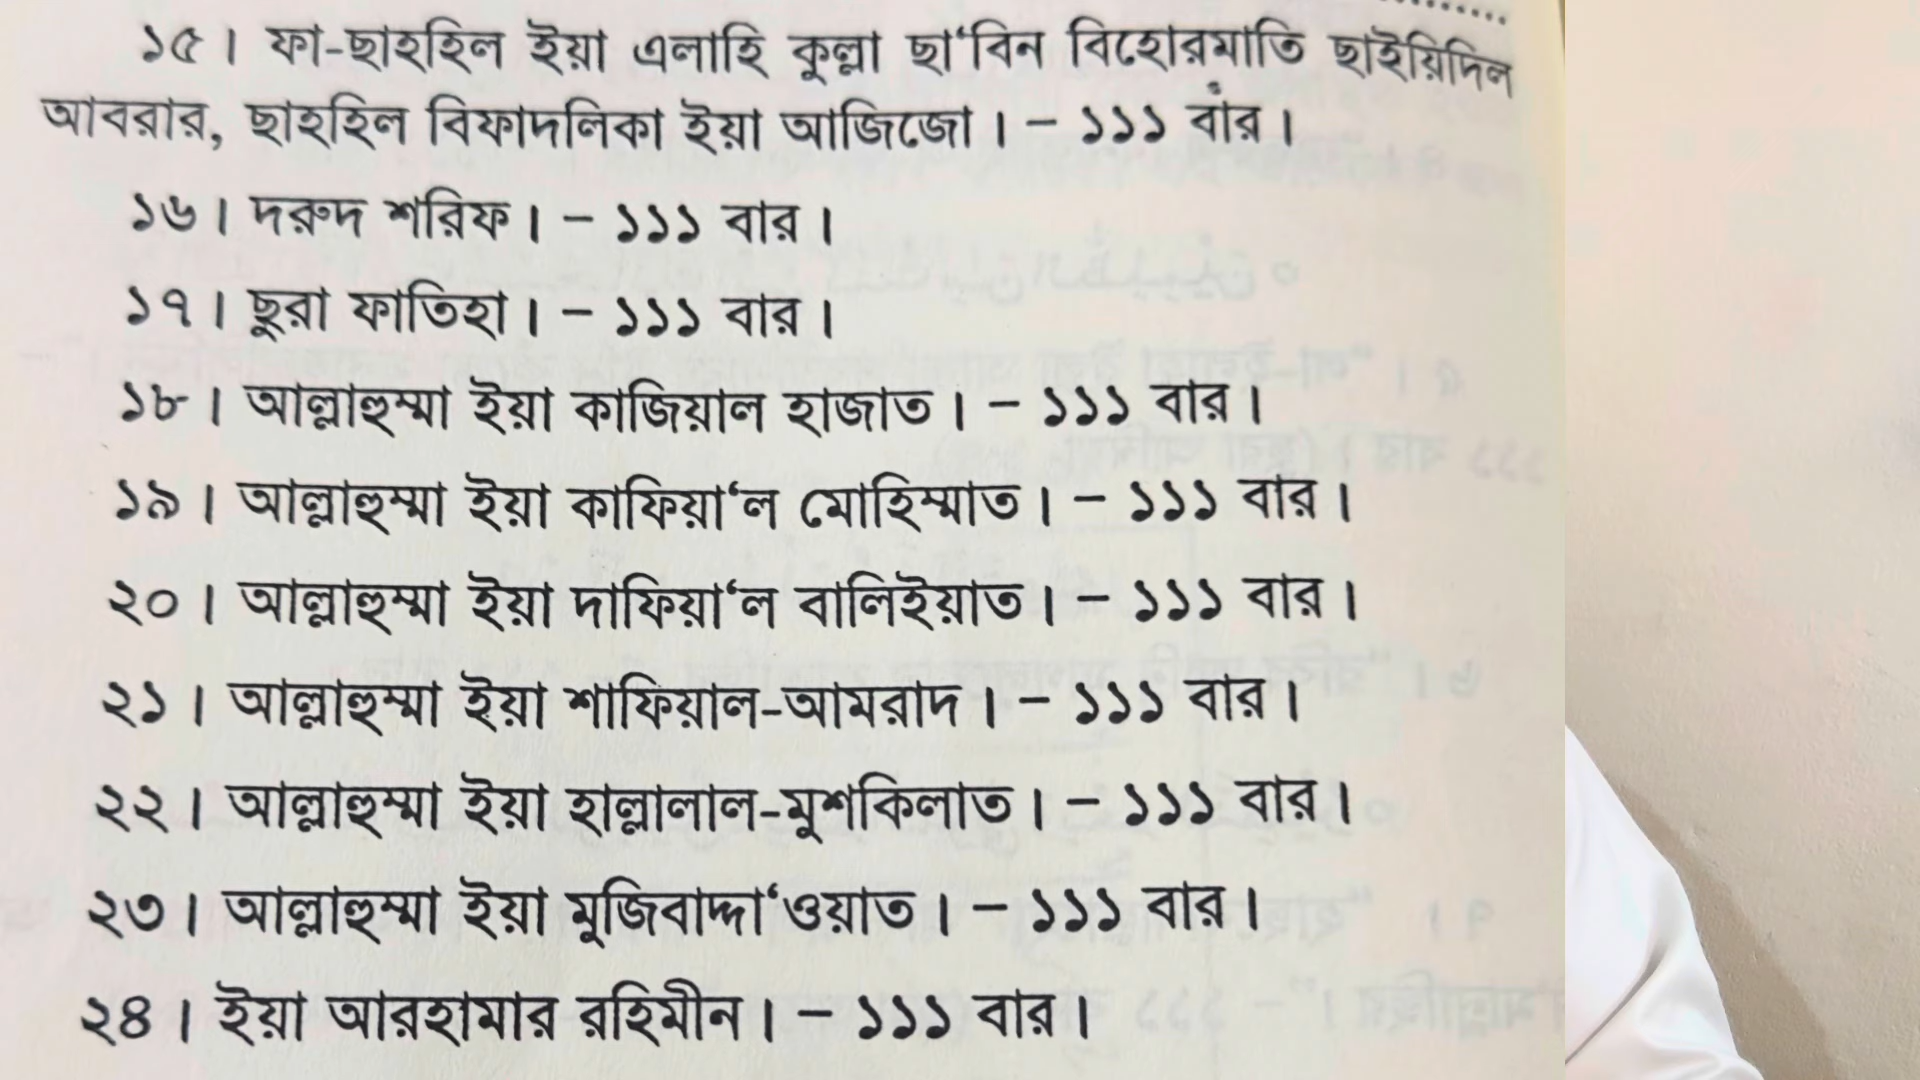 ১৫। ফা-ছাহহিল ইয়া এলাহি কুল্লা ছা‘বিন বিহোরমাতি ছাইয়িদিল
আবরার, ছাহহিল বিফাদলিকা ইয়া আজিজো। – ১১১ বার।
১৬। দরুদ শরিফ। – ১১১ বার।
১৭। ছুরা ফাতিহা। – ১১১ বার।
১৮। আল্লাহুম্মা ইয়া কাজিয়াল হাজাত। – ১১১ বার।
১৯। আল্লাহুম্মা ইয়া কাফিয়া‘ল মোহিম্মাত। – ১১১ বার।
২০। আল্লাহুম্মা ইয়া দাফিয়া‘ল বালিইয়াত। – ১১১ বার।
২১। আল্লাহুম্মা ইয়া শাফিয়াল-আমরাদ। – ১১১ বার।
২২। আল্লাহুম্মা ইয়া হাল্লালাল-মুশকিলাত। – ১১১ বার।
২৩। আল্লাহুম্মা ইয়া মুজিবাদ্দা‘ওয়াত। – ১১১ বার।
২৪। ইয়া আরহামার রহিমীন। – ১১১ বার।